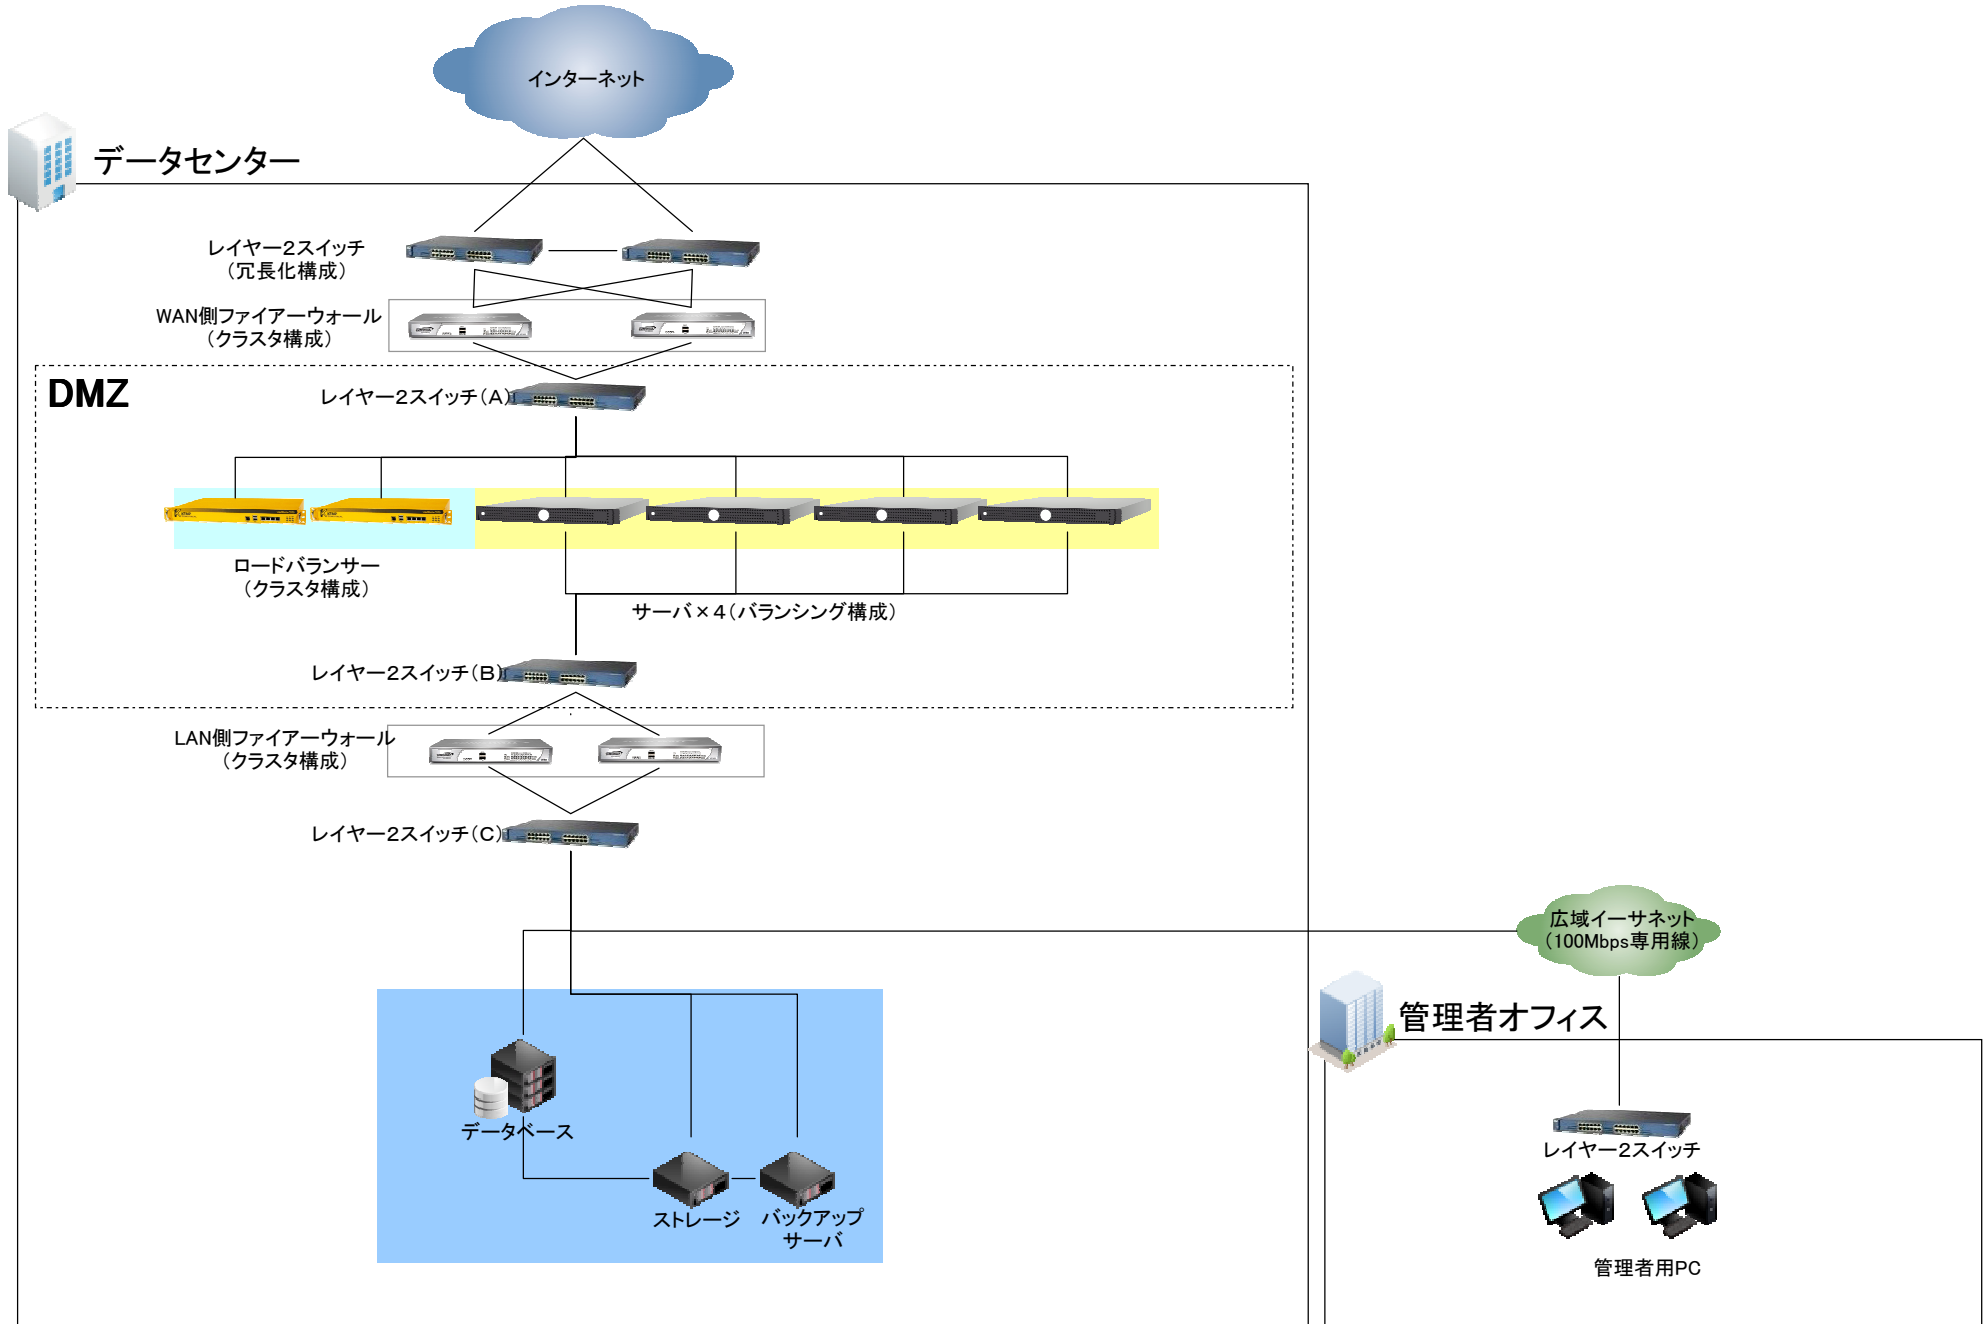 インターネット
データセンター
レイヤー2スイッチ
（冗長化構成）
WAN側ファイアーウォール
（クラスタ構成）
DMZ
レイヤー2スイッチ（A）
ロードバランサー
（クラスタ構成）
サーバ×4（バランシング構成）
レイヤー2スイッチ（B）
LAN側ファイアーウォール
（クラスタ構成）
レイヤー2スイッチ（C）
広域イーサネット
（100Mbps専用線）
管理者オフィス
データベース
ストレージ
バックアップ
サーバ
レイヤー2スイッチ
管理者用PC